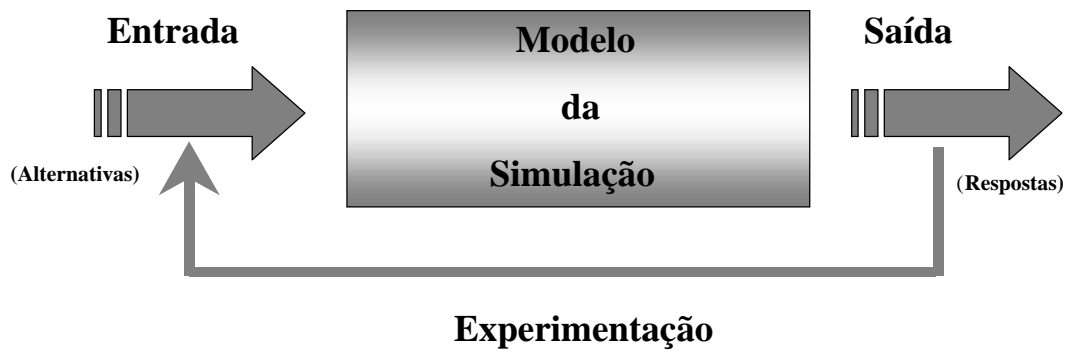 Entrada
Modelo
da
Simulação
Saída
(Alternativas)
(Respostas)
Experimentação